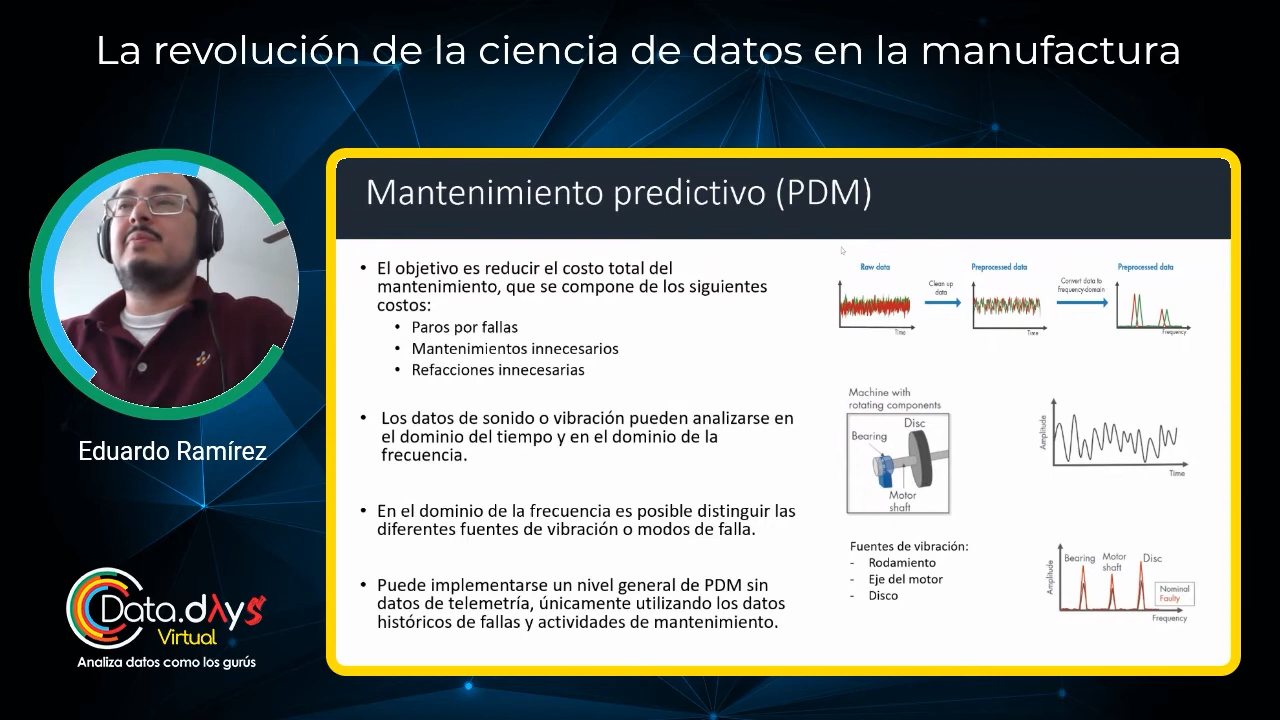 La revolución de la ciencia de datos en la manufactura
Eduardo Ramírez
Data.dλys
Virtual
Analiza datos como los gurús
Mantenimiento predictivo (PDM)
• El objetivo es reducir el costo total del
mantenimiento, que se compone de los siguientes
costos:
• Paros por fallas
• Mantenimientos innecesarios
• Refacciones innecesarias
• Los datos de sonido o vibración pueden analizarse en
el dominio del tiempo y en el dominio de la
frecuencia.
• En el dominio de la frecuencia es posible distinguir las
diferentes fuentes de vibración o modos de falla.
• Puede implementarse un nivel general de PDM sin
datos de telemetría, únicamente utilizando los datos
históricos de fallas y actividades de mantenimiento.
Raw data
Time
Clean up
data
Preprocessed data
Time
Convert data to
frequency-domain
Preprocessed data
Frequency
Machine with
rotating components
Disc
Bearing
Motor
shaft
Amplitude
Time
Fuentes de vibración:
- Rodamiento
- Eje del motor
- Disco
Amplitude
Bearing
Motor
shaft
Disc
Nominal
Faulty
Frequency